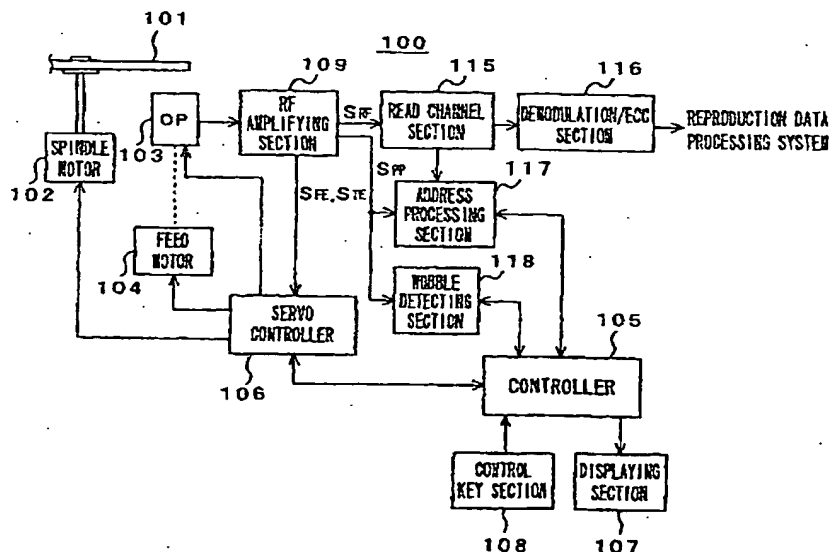 101
100
109
115
116
RF
AMPLIFYING
SECTION
SRF
READ CHANNEL
SECTION
DEMODULATION/ECC
SECTION
REPRODUCTION DATA
PROCESSING SYSTEM
OP
103
SPINDLE
MOTOR
102
SPP
117
SFE, STE
ADDRESS
PROCESSING
SECTION
FEED
MOTOR
104
118
WOBBLE
DETECTING
SECTION
SERVO
CONTROLLER
106
105
CONTROLLER
CONTROL
KEY SECTION
108
DISPLAYING
SECTION
107